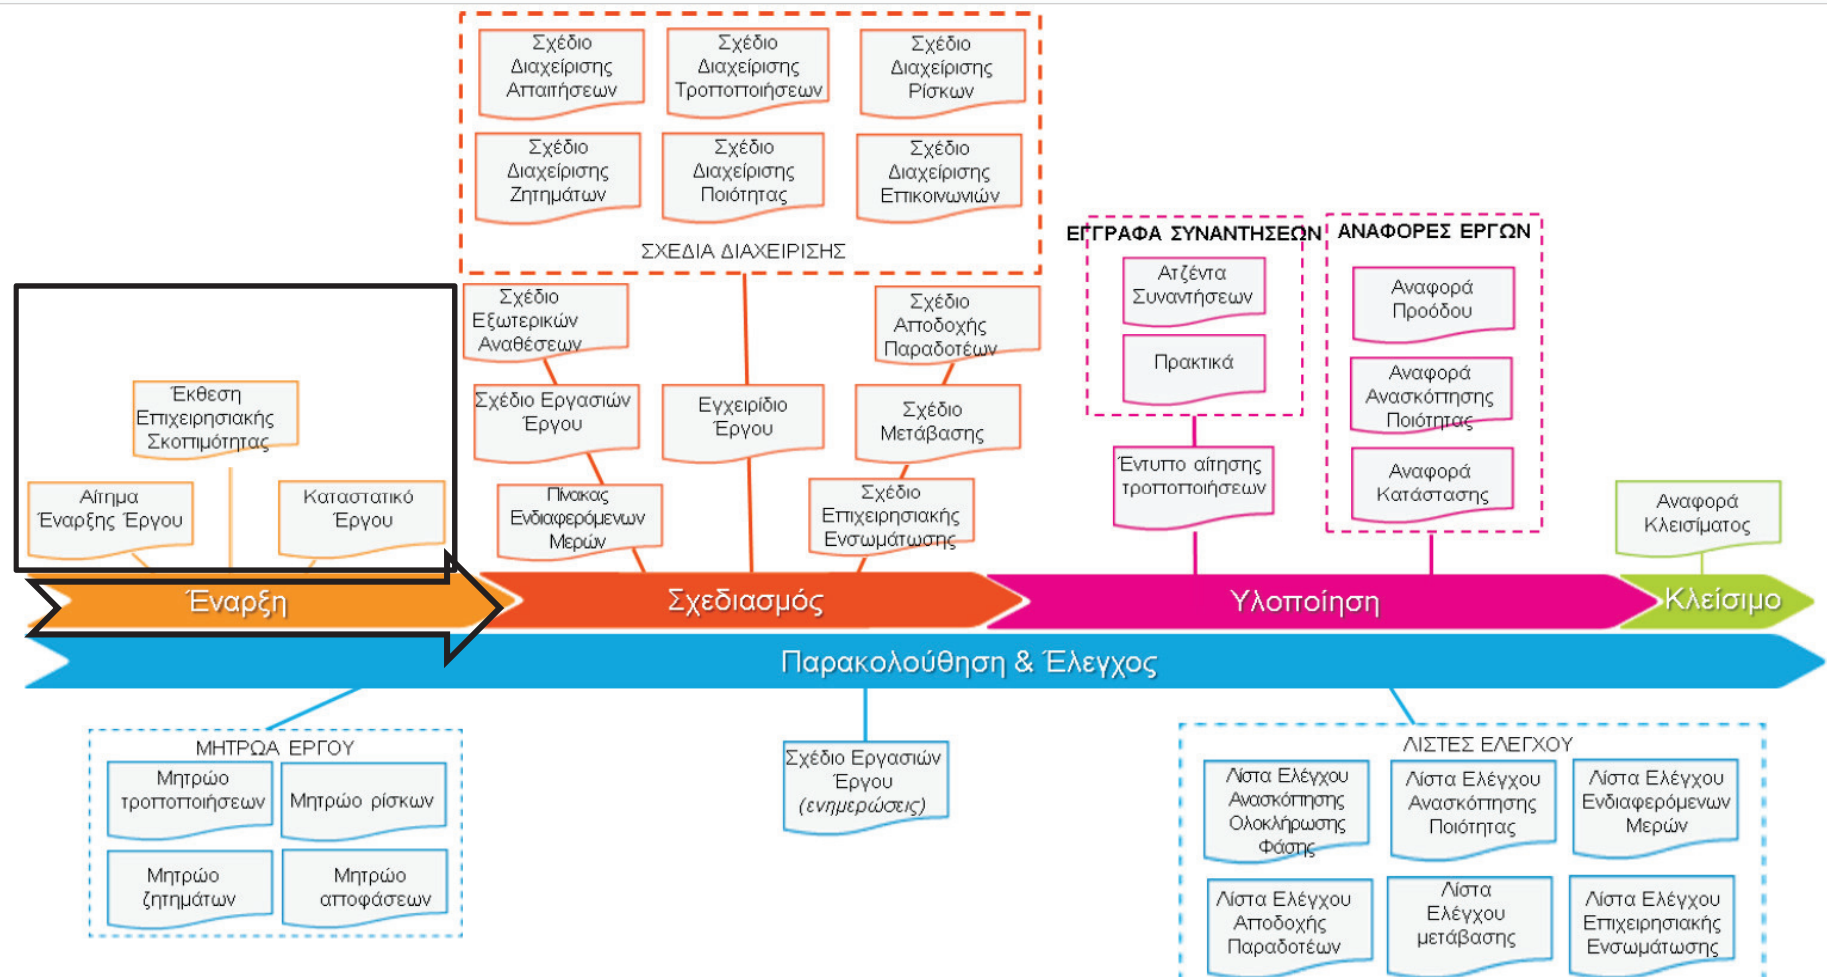 Σχέδιο
Διαχείρισης
Απαιτήσεων
Σχέδιο
Διαχείρισης
Τροποποιήσεων
Σχέδιο
Διαχείρισης
Ρίσκων
Σχέδιο
Διαχείρισης
Ζητημάτων
Σχέδιο
Διαχείρισης
Ποιότητας
Σχέδιο
Διαχείρισης
Επικοινωνιών
ΣΧΕΔΙΑ ΔΙΑΧΕΙΡΙΣΗΣ
ΕΓΓΡΑΦΑ ΣΥΝΑΝΤΗΣΕΩΝ
Ατζέντα
Συναντήσεων
Πρακτικά
ΑΝΑΦΟΡΕΣ ΕΡΓΩΝ
Αναφορά
Προόδου
Αναφορά
Ανασκόπησης
Ποιότητας
Αναφορά
Κατάστασης
Έκθεση
Επιχειρησιακής
Σκοπιμότητας
Αίτημα
Έναρξης Έργου
Καταστατικό
Έργου
Σχέδιο
Εξωτερικών
Αναθέσεων
Σχέδιο Εργασιών
Έργου
Πίνακας
Ενδιαφερόμενων
Μερών
Εγχειρίδιο
Έργου
Σχέδιο
Αποδοχής
Παραδοτέων
Σχέδιο
Μετάβασης
Σχέδιο
Επιχειρησιακής
Ενσωμάτωσης
Έντυπο αίτησης
τροποποιήσεων
Αναφορά
Κλεισίματος
Έναρξη
Σχεδιασμός
Υλοποίηση
Κλείσιμο
Παρακολούθηση & Έλεγχος
ΜΗΤΡΩΑ ΕΡΓΟΥ
Μητρώο
τροποποιήσεων
Μητρώο ρίσκων
Μητρώο
ζητημάτων
Μητρώο
αποφάσεων
Σχέδιο Εργασιών
Έργου
(ενημερώσεις)
ΛΙΣΤΕΣ ΕΛΕΓΧΟΥ
Λίστα Ελέγχου
Ανασκόπησης
Ολοκλήρωσης
Φάσης
Λίστα Ελέγχου
Ανασκόπησης
Ποιότητας
Λίστα Ελέγχου
Ενδιαφερόμενων
Μερών
Λίστα Ελέγχου
Αποδοχής
Παραδοτέων
Λίστα
Ελέγχου
μετάβασης
Λίστα Ελέγχου
Επιχειρησιακής
Ενσωμάτωσης